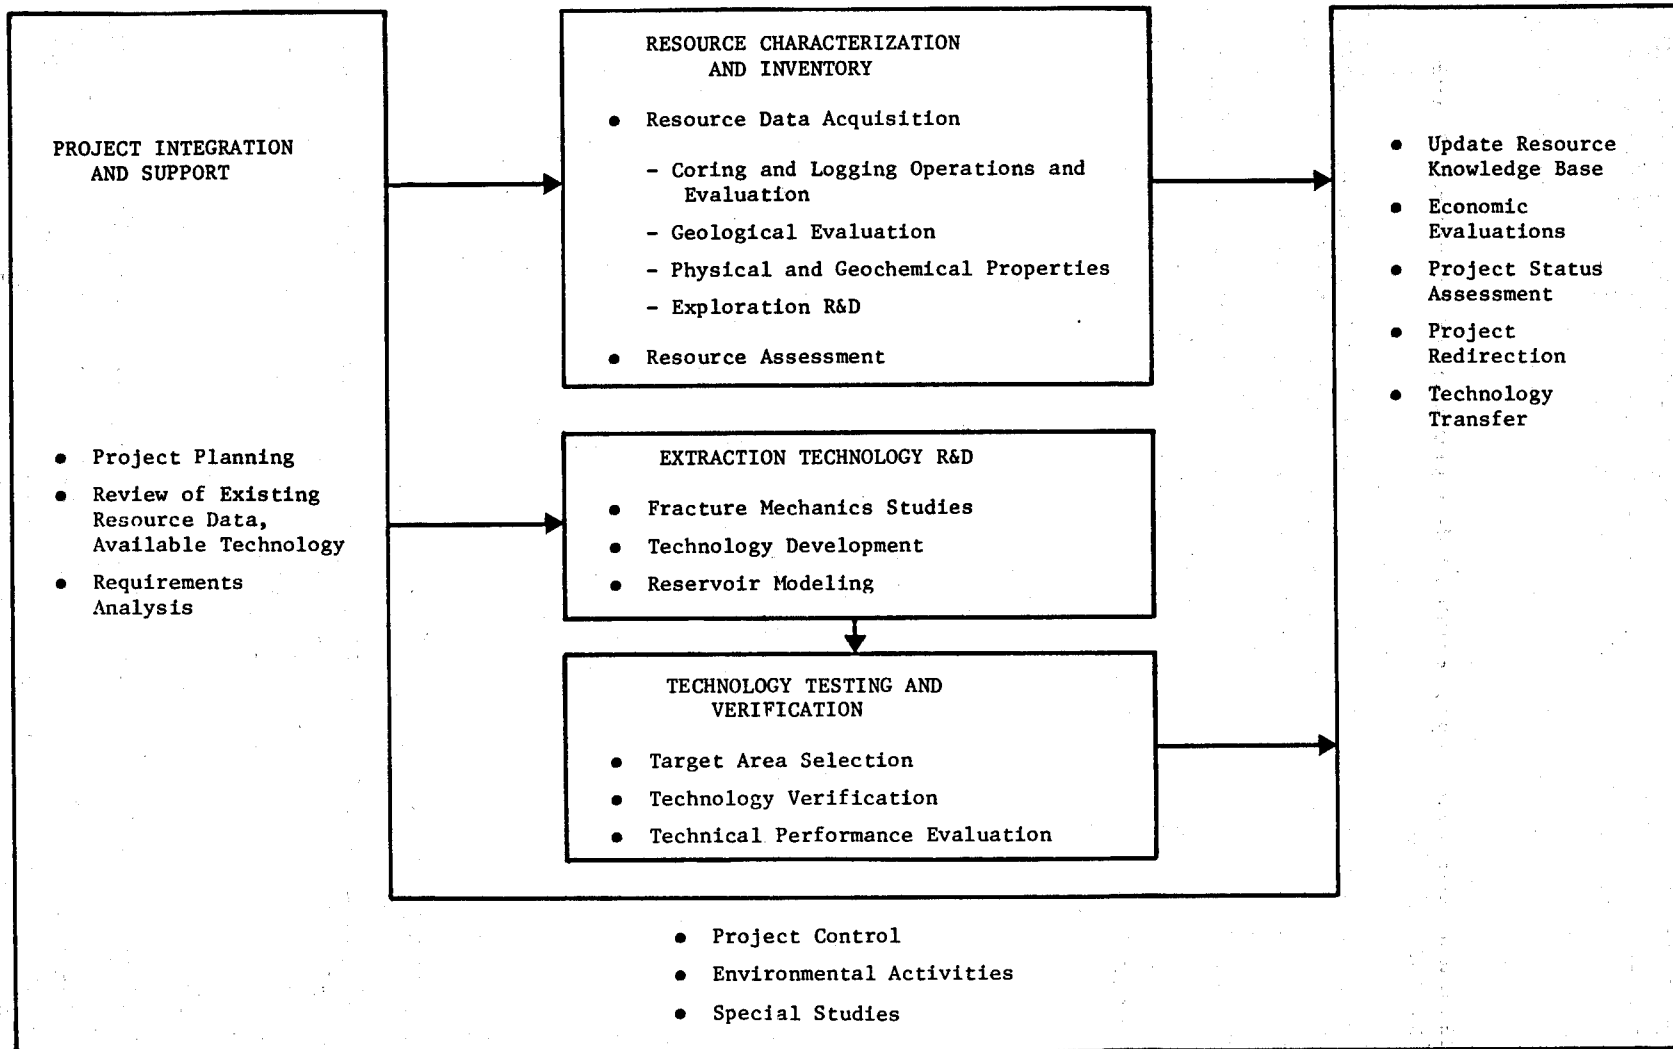 PROJECT INTEGRATION
AND SUPPORT
● Project Planning
● Review of Existing
Resource Data,
Available Technology
● Requirements
Analysis
RESOURCE CHARACTERIZATION
AND INVENTORY
● Resource Data Acquisition
- Coring and Logging Operations and
Evaluation
- Geological Evaluation
- Physical and Geochemical Properties
- Exploration R&D
● Resource Assessment
EXTRACTION TECHNOLOGY R&D
● Fracture Mechanics Studies
● Technology Development
● Reservoir Modeling
TECHNOLOGY TESTING AND
VERIFICATION
● Target Area Selection
● Technology Verification
● Technical Performance Evaluation
● Update Resource
Knowledge Base
● Economic
Evaluations
● Project Status
Assessment
● Project
Redirection
● Technology
Transfer
● Project Control
● Environmental Activities
● Special Studies